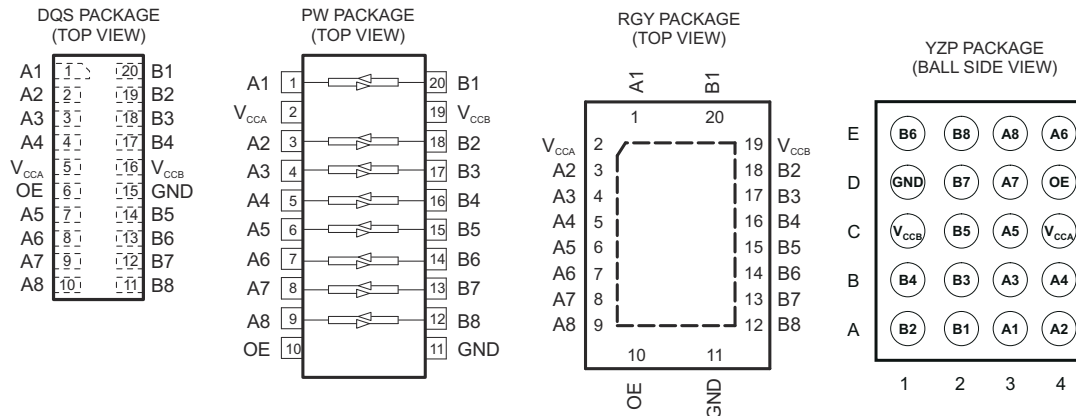 DQS PACKAGE
(TOP VIEW)
A1 1 20 B1
A2 2 19 B2
A3 3 18 B3
A4 4 17 B4
VCCA 5 16 VCCB
OE 6 15 GND
A5 7 14 B5
A6 8 13 B6
A7 9 12 B7
A8 10 11 B8
PW PACKAGE
(TOP VIEW)
A1 1 20 B1
VCCA 2 19 VCCB
A2 3 18 B2
A3 4 17 B3
A4 5 16 B4
A5 6 15 B5
A6 7 14 B6
A7 8 13 B7
A8 9 12 B8
OE 10 11 GND
RGY PACKAGE
(TOP VIEW)
A1 B1
1 20
VCCA 2 19 VCCB
A2 3 18 B2
A3 4 17 B3
A4 5 16 B4
A5 6 15 B5
A6 7 14 B6
A7 8 13 B7
A8 9 12 B8
10 11
OE GND
YZP PACKAGE
(BALL SIDE VIEW)
E B6 B8 A8 A6
D GND B7 A7 OE
C VCCB B5 A5 VCCA
B B4 B3 A3 A4
A B2 B1 A1 A2
1 2 3 4